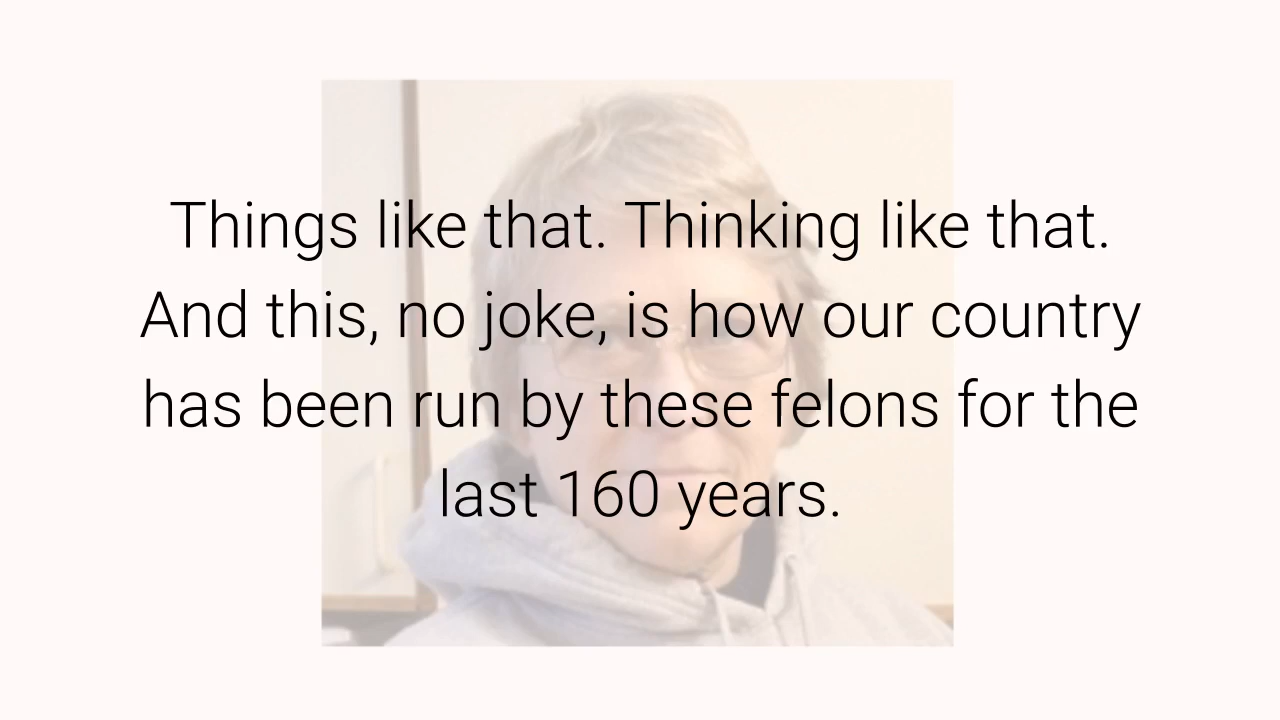 Things like that. Thinking like that.
And this, no joke, is how our country
has been run by these felons for the
last 160 years.